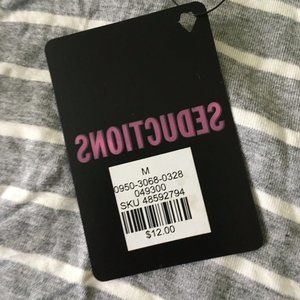 SEDUCTIONS
M
0950-3068-0328
049300
SKU 48592794
$12.00